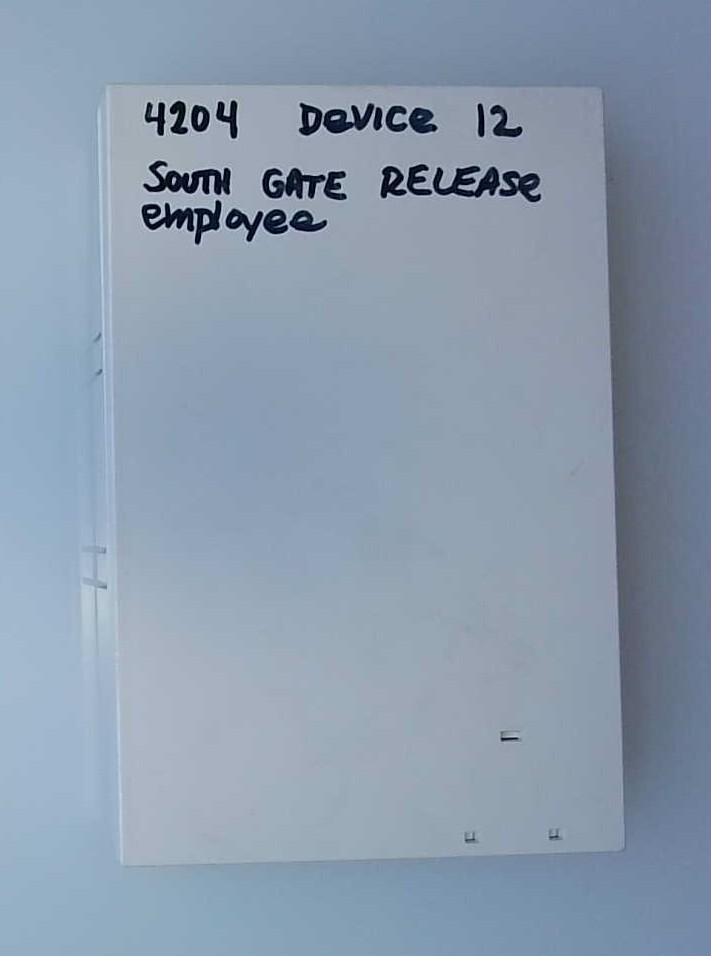 4204 Device 12
SOUTH GATE RELEASE
employee